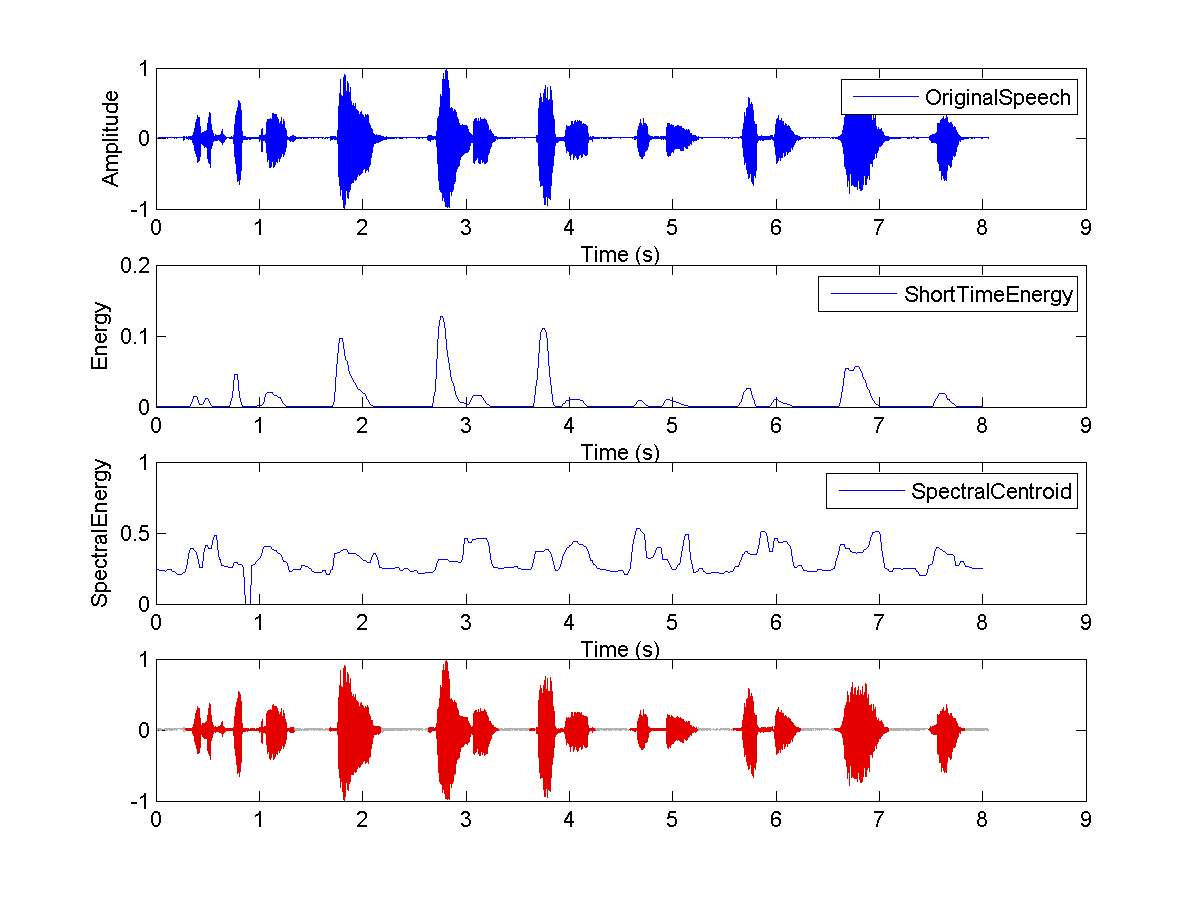 1
OriginalSpeech
Amplitude
0
-1
0 1 2 3 4 5 6 7 8 9
Time (s)
0.2
ShortTimeEnergy
Energy
0.1
0
0 1 2 3 4 5 6 7 8 9
Time (s)
1
SpectralCentroid
SpectralEnergy
0.5
0
0 1 2 3 4 5 6 7 8 9
Time (s)
1
0
-1
0 1 2 3 4 5 6 7 8 9